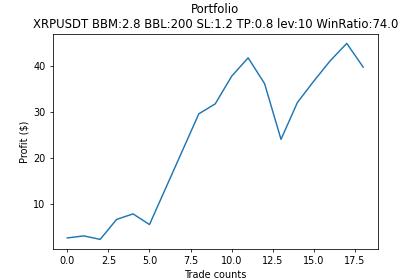 Portfolio
XRPUSDT BBM:2.8 BBL:200 SL:1.2 TP:0.8 lev:10 WinRatio:74.0
40
30
20
10
Profit ($)
0.0 2.5 5.0 7.5 10.0 12.5 15.0 17.5
Trade counts